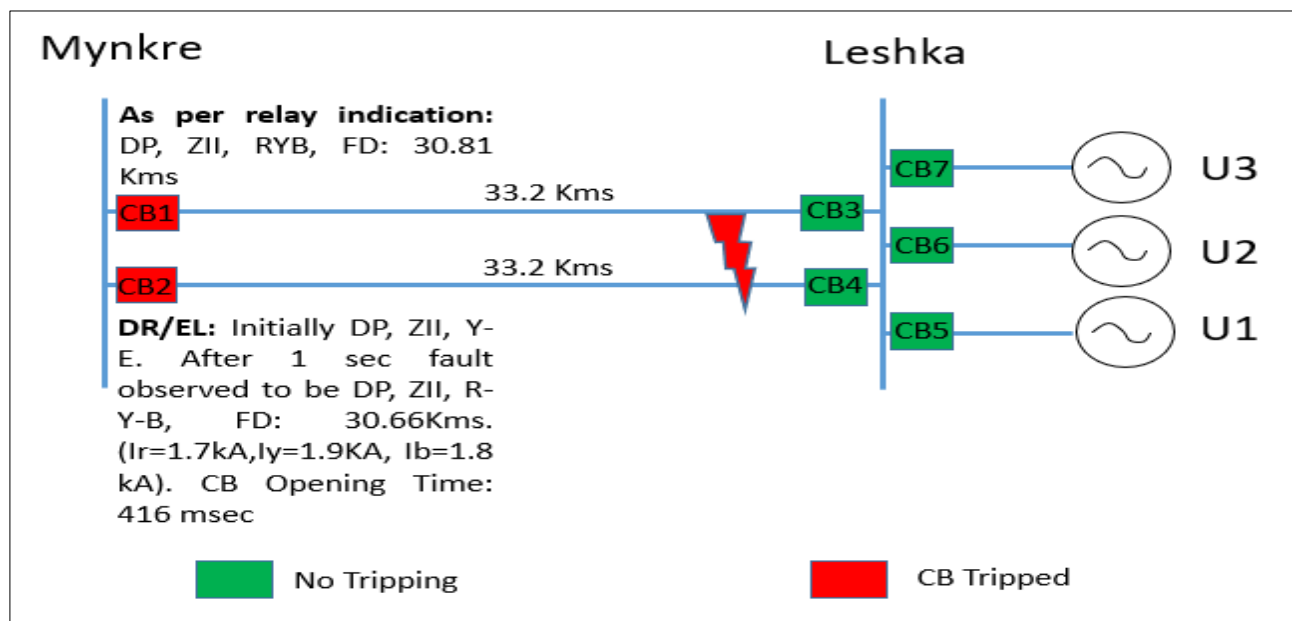 Mynkre
Leshka
As per relay indication:
DP, ZII, RYB, FD: 30.81
Kms
33.2 Kms
CB1
CB3
CB7
U3
CB6
U2
33.2 Kms
CB2
CB4
CB5
U1
DR/EL: Initially DP, ZII, Y-
E. After 1 sec fault
observed to be DP, ZII, R-
Y-B, FD: 30.66Kms.
(Ir=1.7kA,Iy=1.9KA, Ib=1.8
kA). CB Opening Time:
416 msec
No Tripping
CB Tripped